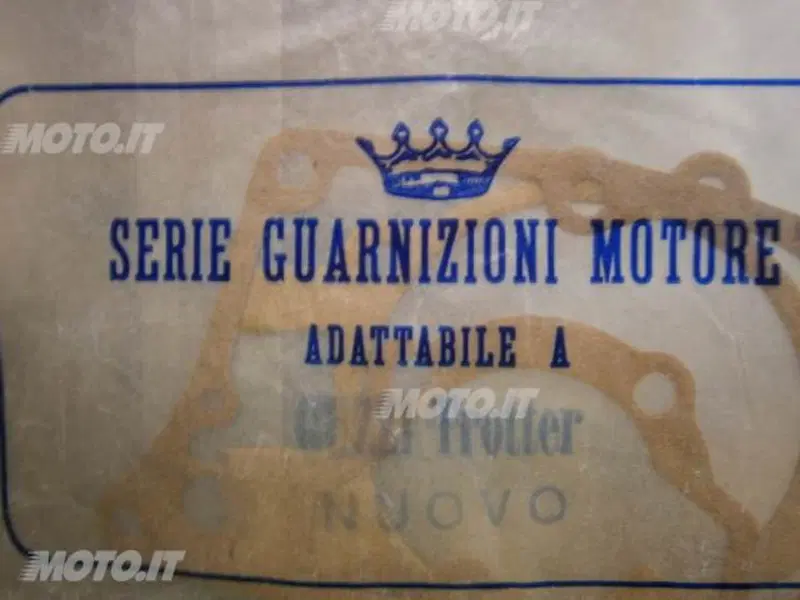 MOTO.IT
MOTO.IT
SERIE GUARNIZIONI MOTORE
ADATTABILE A
MOTO.IT
Trotter
NUOVO
MOTO.IT